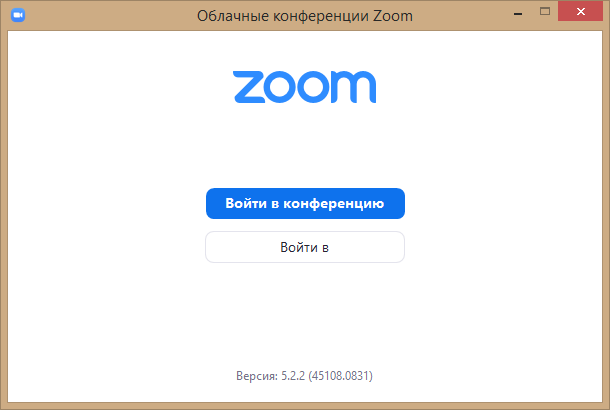 Облачные конференции Zoom
zoom
Войти в конференцию
Войти в
Версия: 5.2.2 (45108.0831)